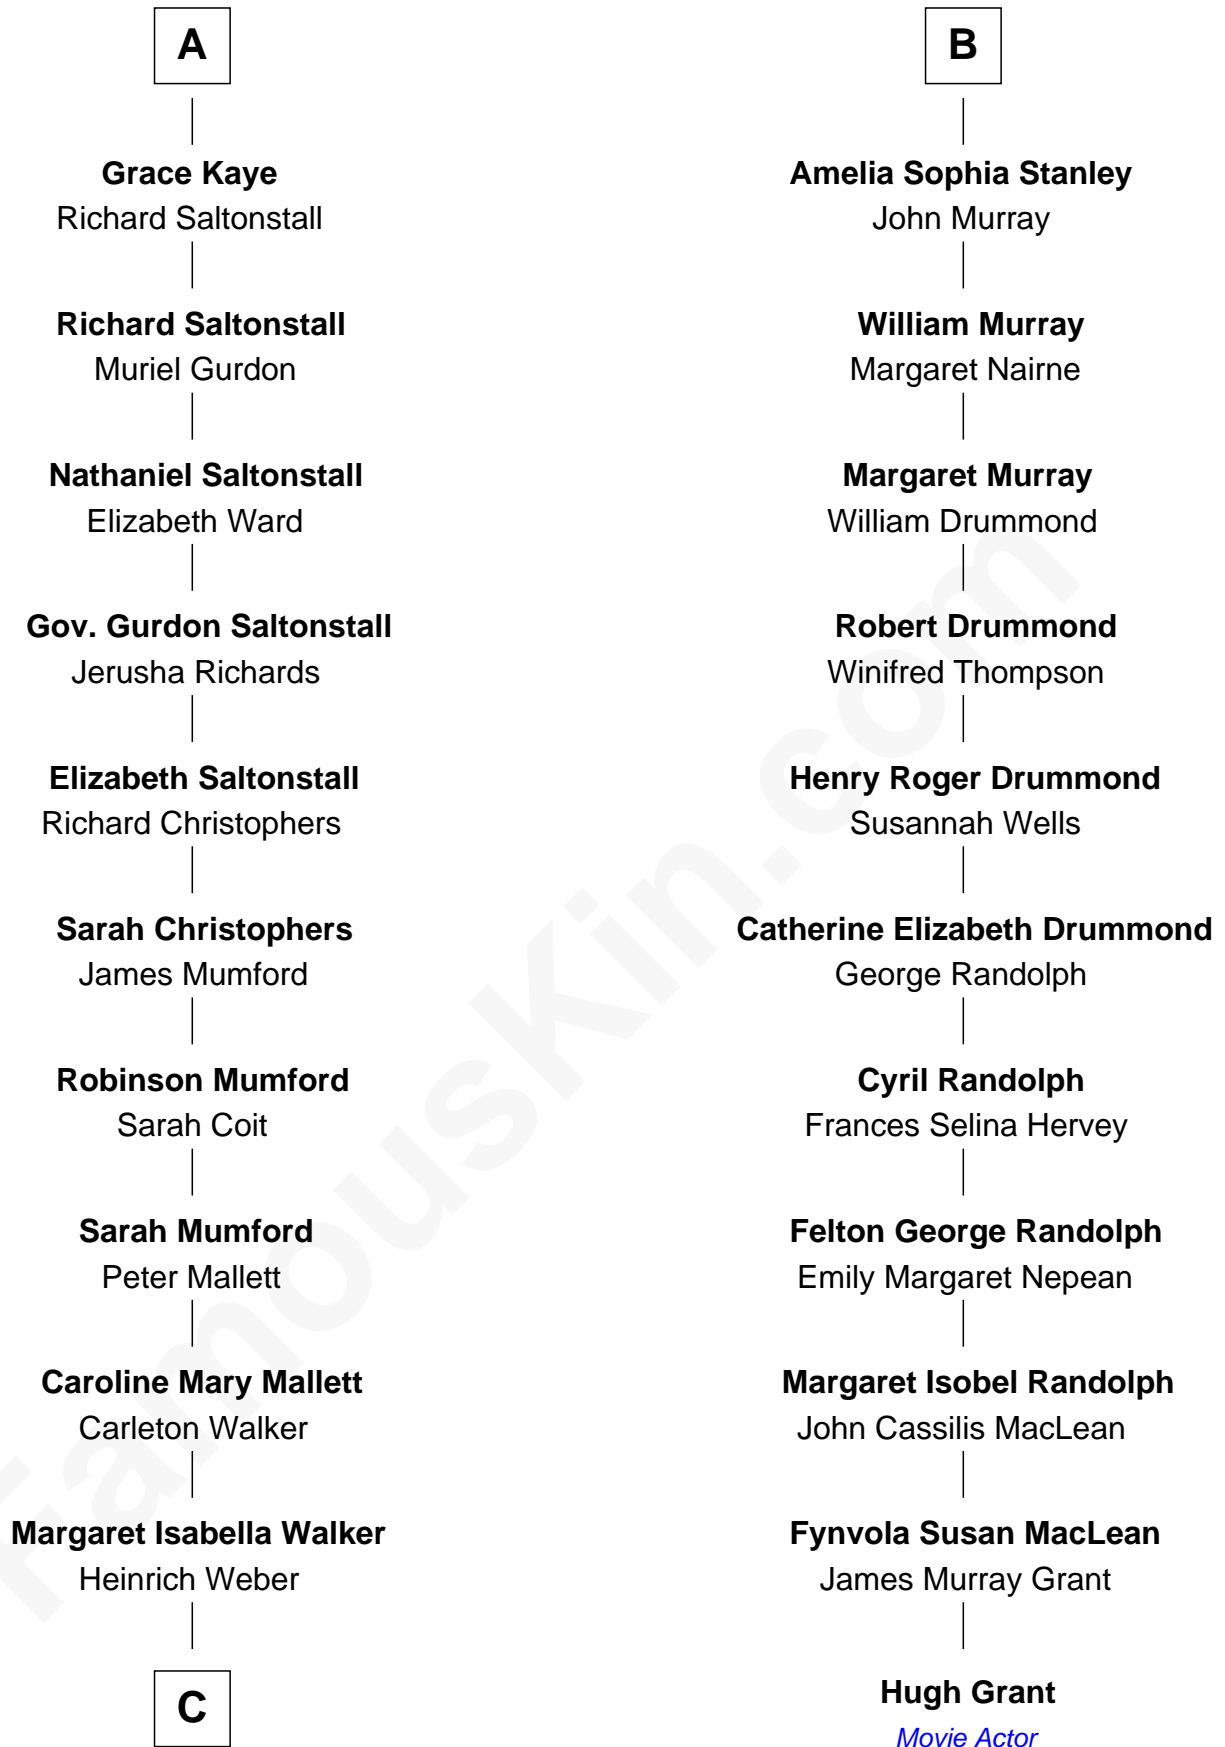 A
Grace Kaye
Richard Saltonstall
Richard Saltonstall
Muriel Gurdon
Nathaniel Saltonstall
Elizabeth Ward
Gov. Gurdon Saltonstall
Jerusha Richards
Elizabeth Saltonstall
Richard Christophers
Sarah Christophers
James Mumford
Robinson Mumford
Sarah Coit
Sarah Mumford
Peter Mallett
Caroline Mary Mallett
Carleton Walker
Margaret Isabella Walker
Heinrich Weber
C
B
Amelia Sophia Stanley
John Murray
William Murray
Margaret Nairne
Margaret Murray
William Drummond
Robert Drummond
Winifred Thompson
Henry Roger Drummond
Susannah Wells
Catherine Elizabeth Drummond
George Randolph
Cyril Randolph
Frances Selina Hervey
Felton George Randolph
Emily Margaret Nepean
Margaret Isobel Randolph
John Cassilis MacLean
Fynvola Susan MacLean
James Murray Grant
Hugh Grant
Movie Actor
FamousKin.com